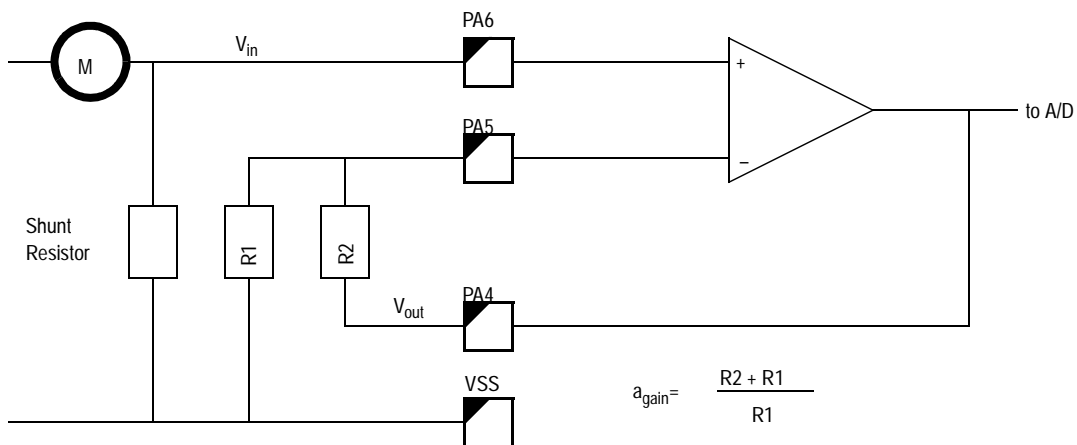 PA6
M
Vin
+
to A/D
PA5
−
Shunt
Resistor
R1
R2
PA4
Vout
VSS
again= R2 + R1
R1